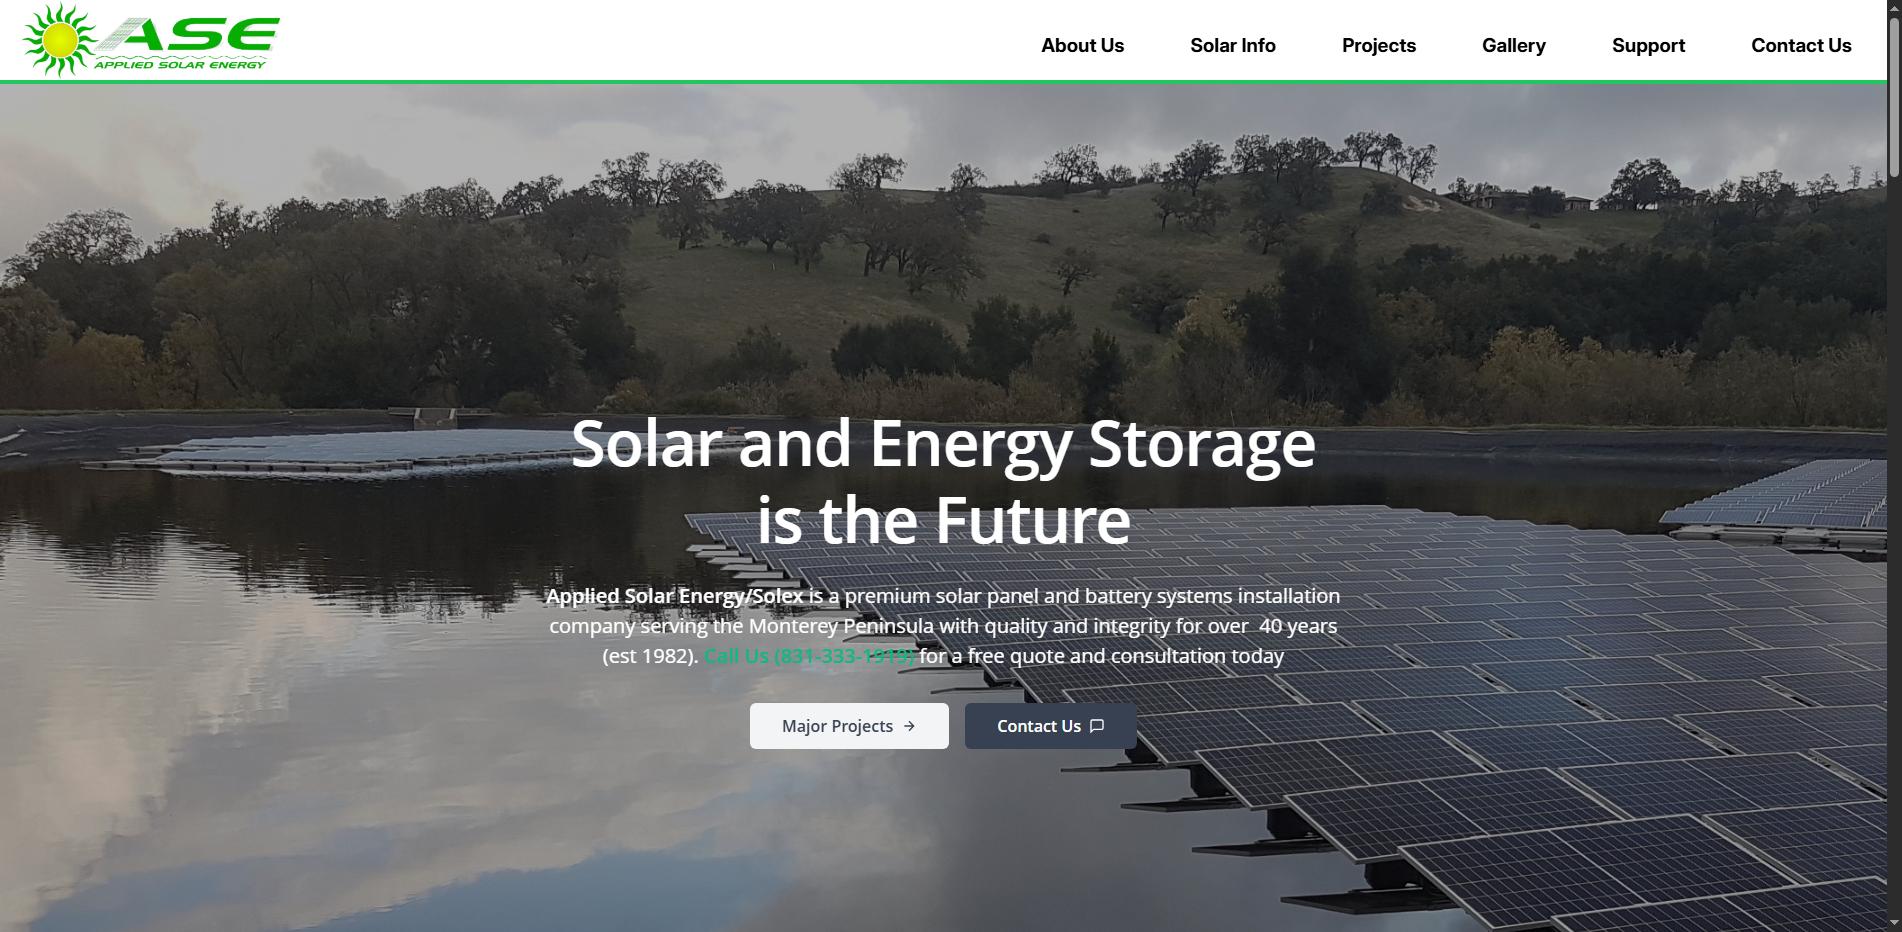 ASE
APPLIED SOLAR ENERGY
About Us
Solar Info
Projects
Gallery
Support
Contact Us
Solar and Energy Storage
is the Future
Applied Solar Energy/Solex is a premium solar panel and battery systems installation
company serving the Monterey Peninsula with quality and integrity for over 40 years
(est 1982). Call Us (831-333-1919) for a free quote and consultation today
Major Projects
Contact Us